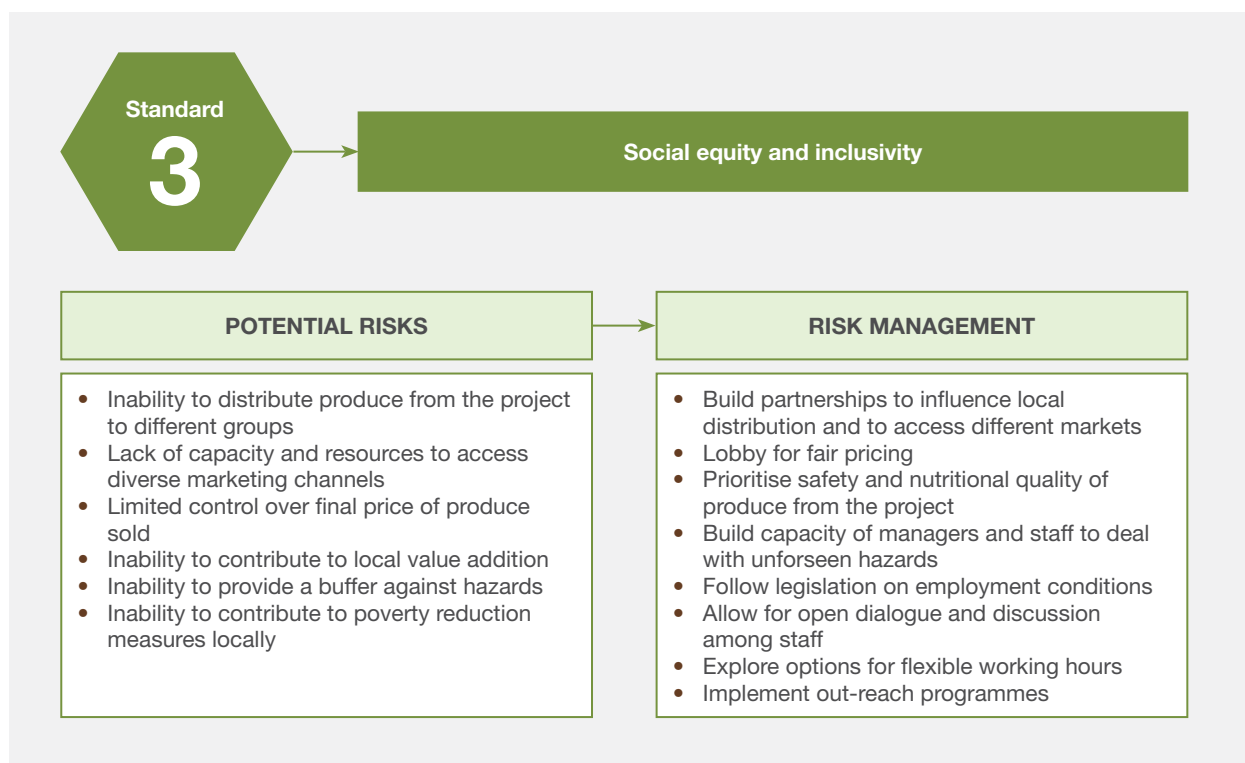 Standard
3
Social equity and inclusivity
POTENTIAL RISKS
• Inability to distribute produce from the project
to different groups
• Lack of capacity and resources to access
diverse marketing channels
• Limited control over final price of produce
sold
• Inability to contribute to local value addition
• Inability to provide a buffer against hazards
• Inability to contribute to poverty reduction
measures locally
RISK MANAGEMENT
• Build partnerships to influence local
distribution and to access different markets
• Lobby for fair pricing
• Prioritise safety and nutritional quality of
produce from the project
• Build capacity of managers and staff to deal
with unforseen hazards
• Follow legislation on employment conditions
• Allow for open dialogue and discussion
among staff
• Explore options for flexible working hours
• Implement out-reach programmes